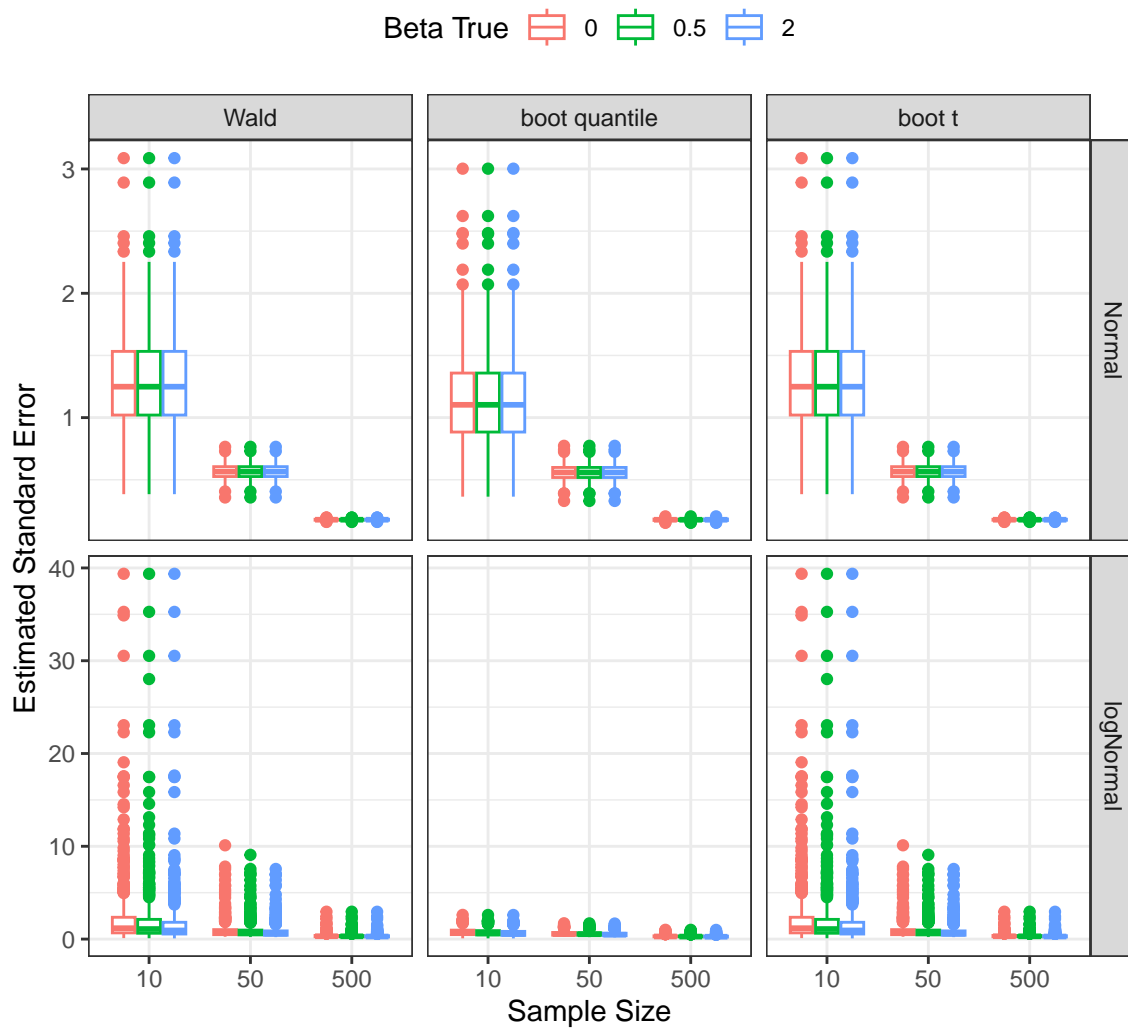 Beta True 0 0.5 2
Wald boot quantile boot t
3
2
1
Normal
Estimated Standard Error
40
30
20
10
0
logNormal
10 50 500 10 50 500 10 50 500
Sample Size